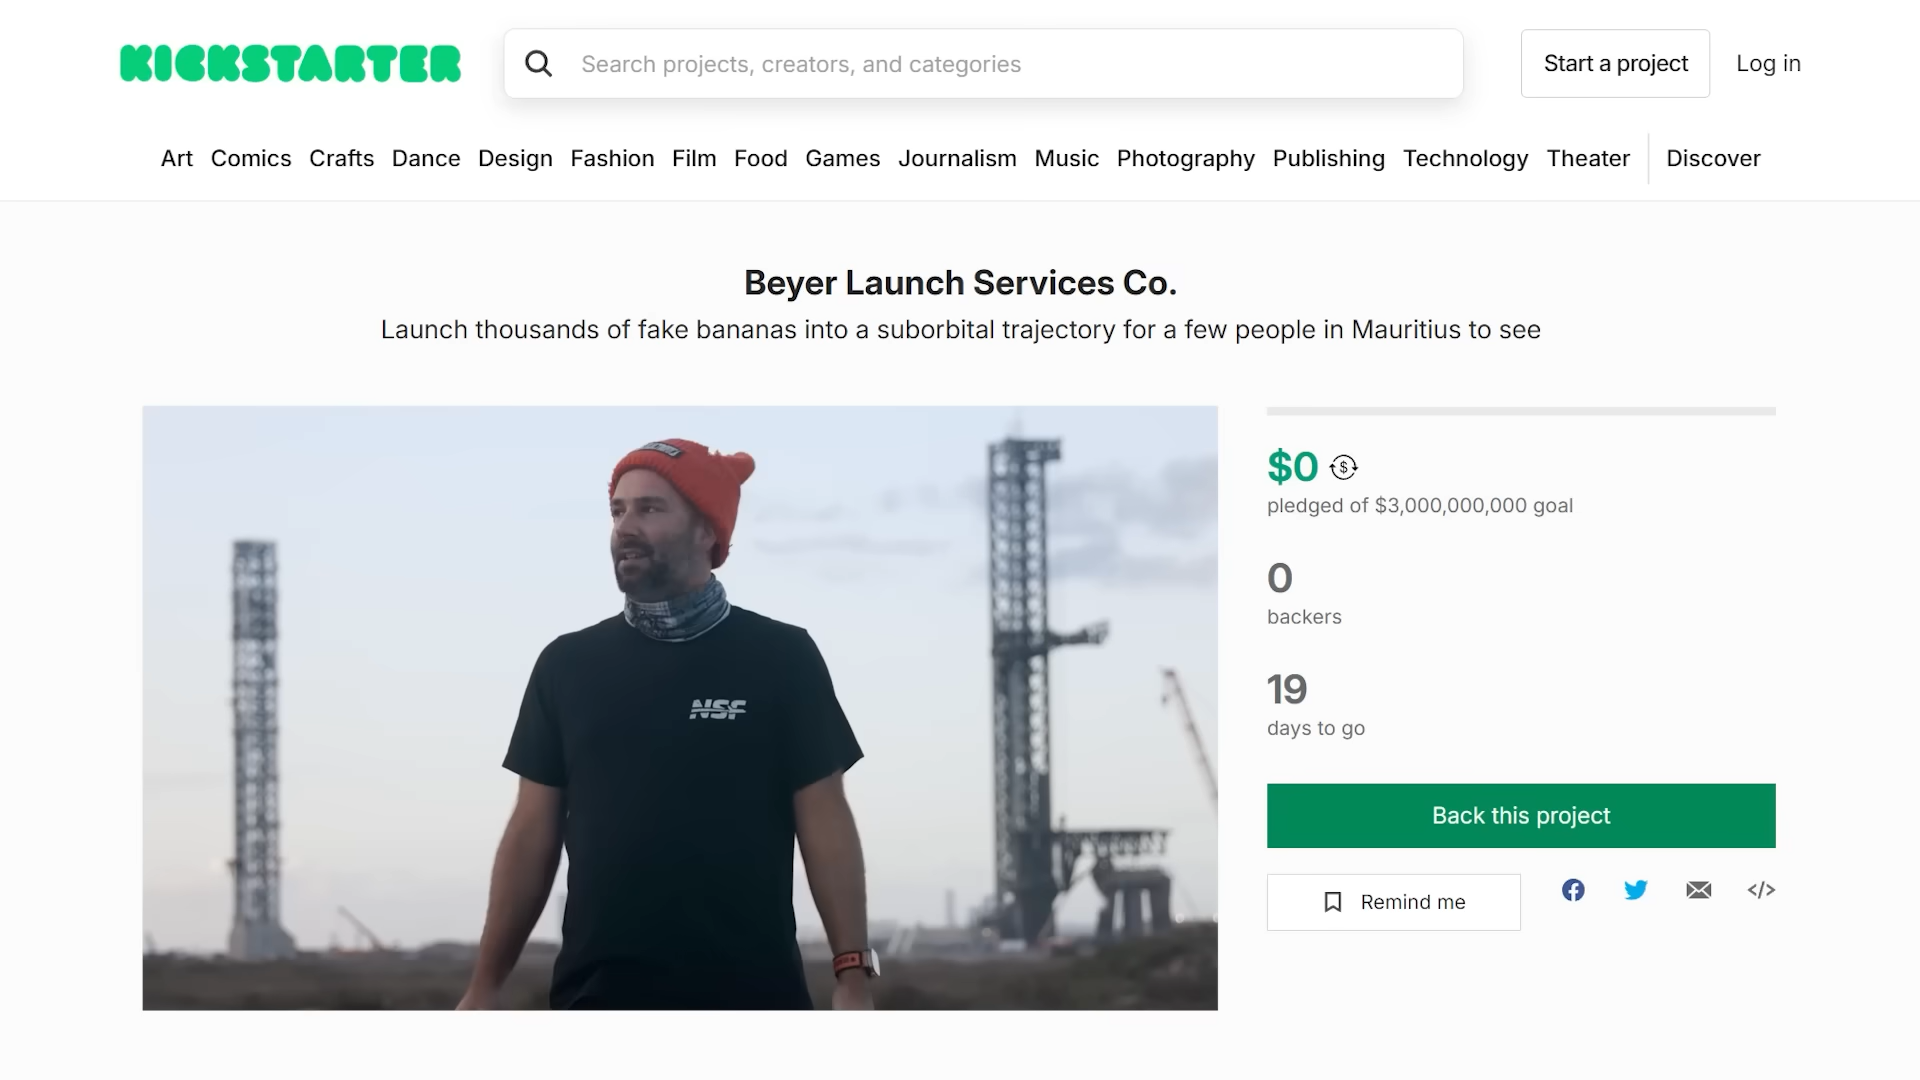 KICKSTARTER
Search projects, creators, and categories
Start a project
Log in
Art Comics Crafts Dance Design Fashion Film Food Games Journalism Music Photography Publishing Technology Theater Discover
Beyer Launch Services Co.
Launch thousands of fake bananas into a suborbital trajectory for a few people in Mauritius to see
$0
pledged of $3,000,000,000 goal
0
backers
19
days to go
NSF
Back this project
Remind me